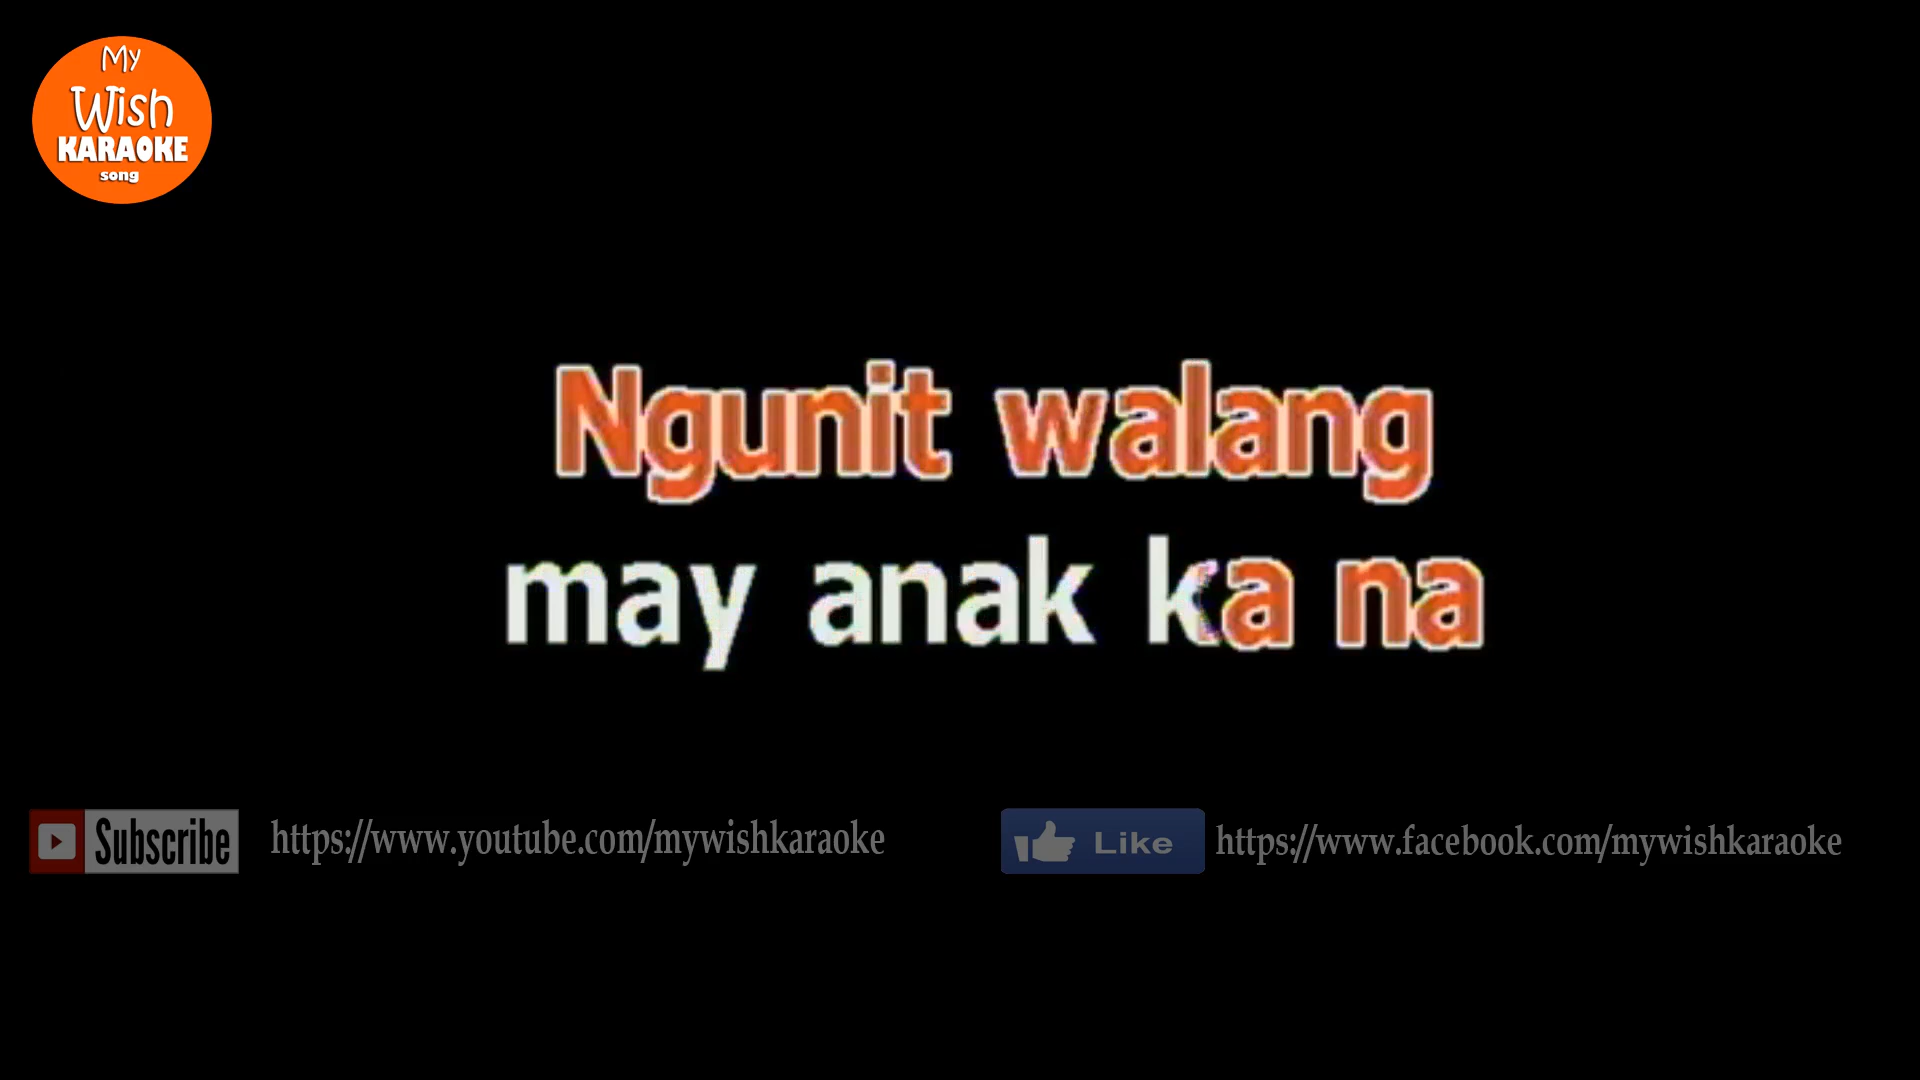 My
Wish
KARAOKE
song
Ngunit walang
may anak ka na
Subscribe https://www.youtube.com/mywishkaraoke Like https://www.facebook.com/mywishkaraoke